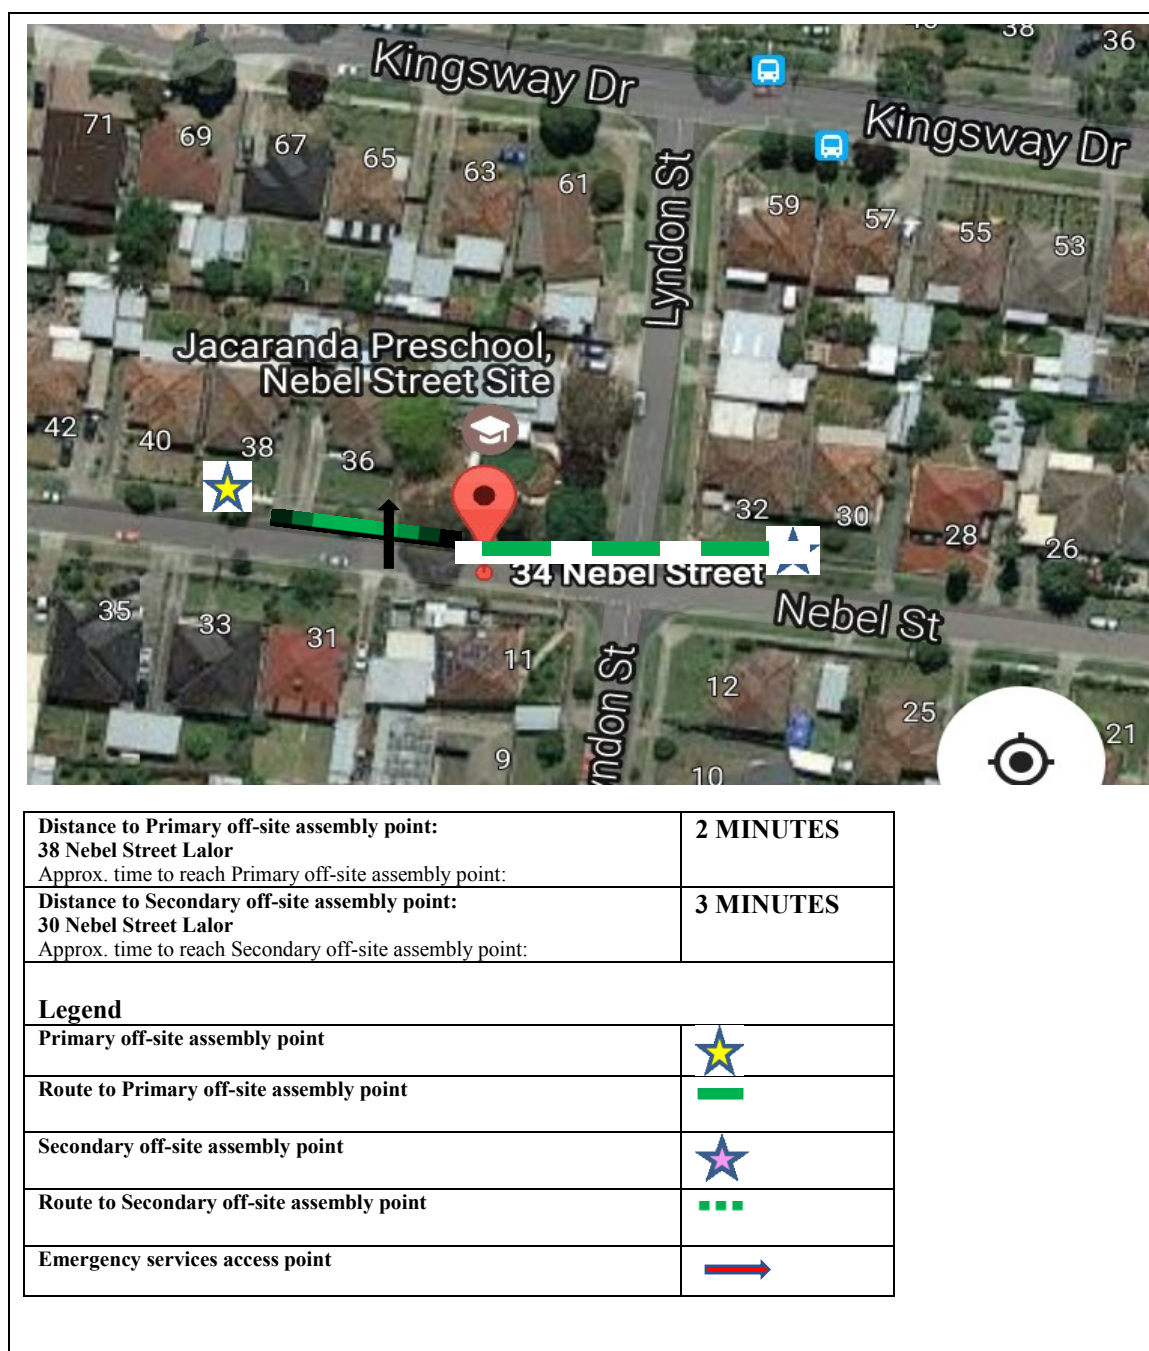 38
36
Kingsway Dr
Kingsway Dr
71
69
67
65
63
61
Lyndon St
59
57
55
53
Jacaranda Preschool,
Nebel Street Site
42
40
38
36
32
30
28
26
34 Nebel Street
Nebel St
35
33
31
11
12
25
21
9
10
yndon St
Distance to Primary off-site assembly point:
38 Nebel Street Lalor
Approx. time to reach Primary off-site assembly point:
2 MINUTES
Distance to Secondary off-site assembly point:
30 Nebel Street Lalor
Approx. time to reach Secondary off-site assembly point:
3 MINUTES
Legend
Primary off-site assembly point
Route to Primary off-site assembly point
Secondary off-site assembly point
Route to Secondary off-site assembly point
Emergency services access point